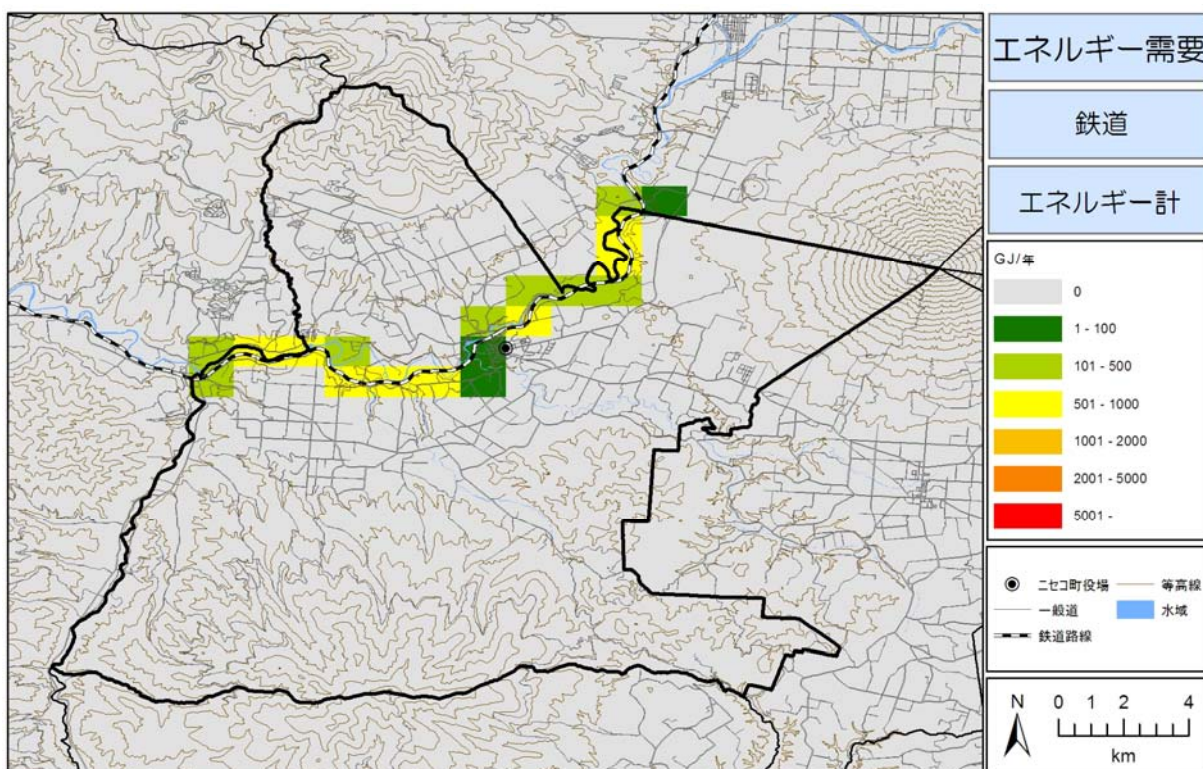 エネルギー需要
鉄道
エネルギー計
GJ/年
0
1 - 100
101 - 500
501 - 1000
1001 - 2000
2001 - 5000
5001 -
ニセコ町役場 等高線
一般道 水域
鉄道路線
N 0 1 2 4
km